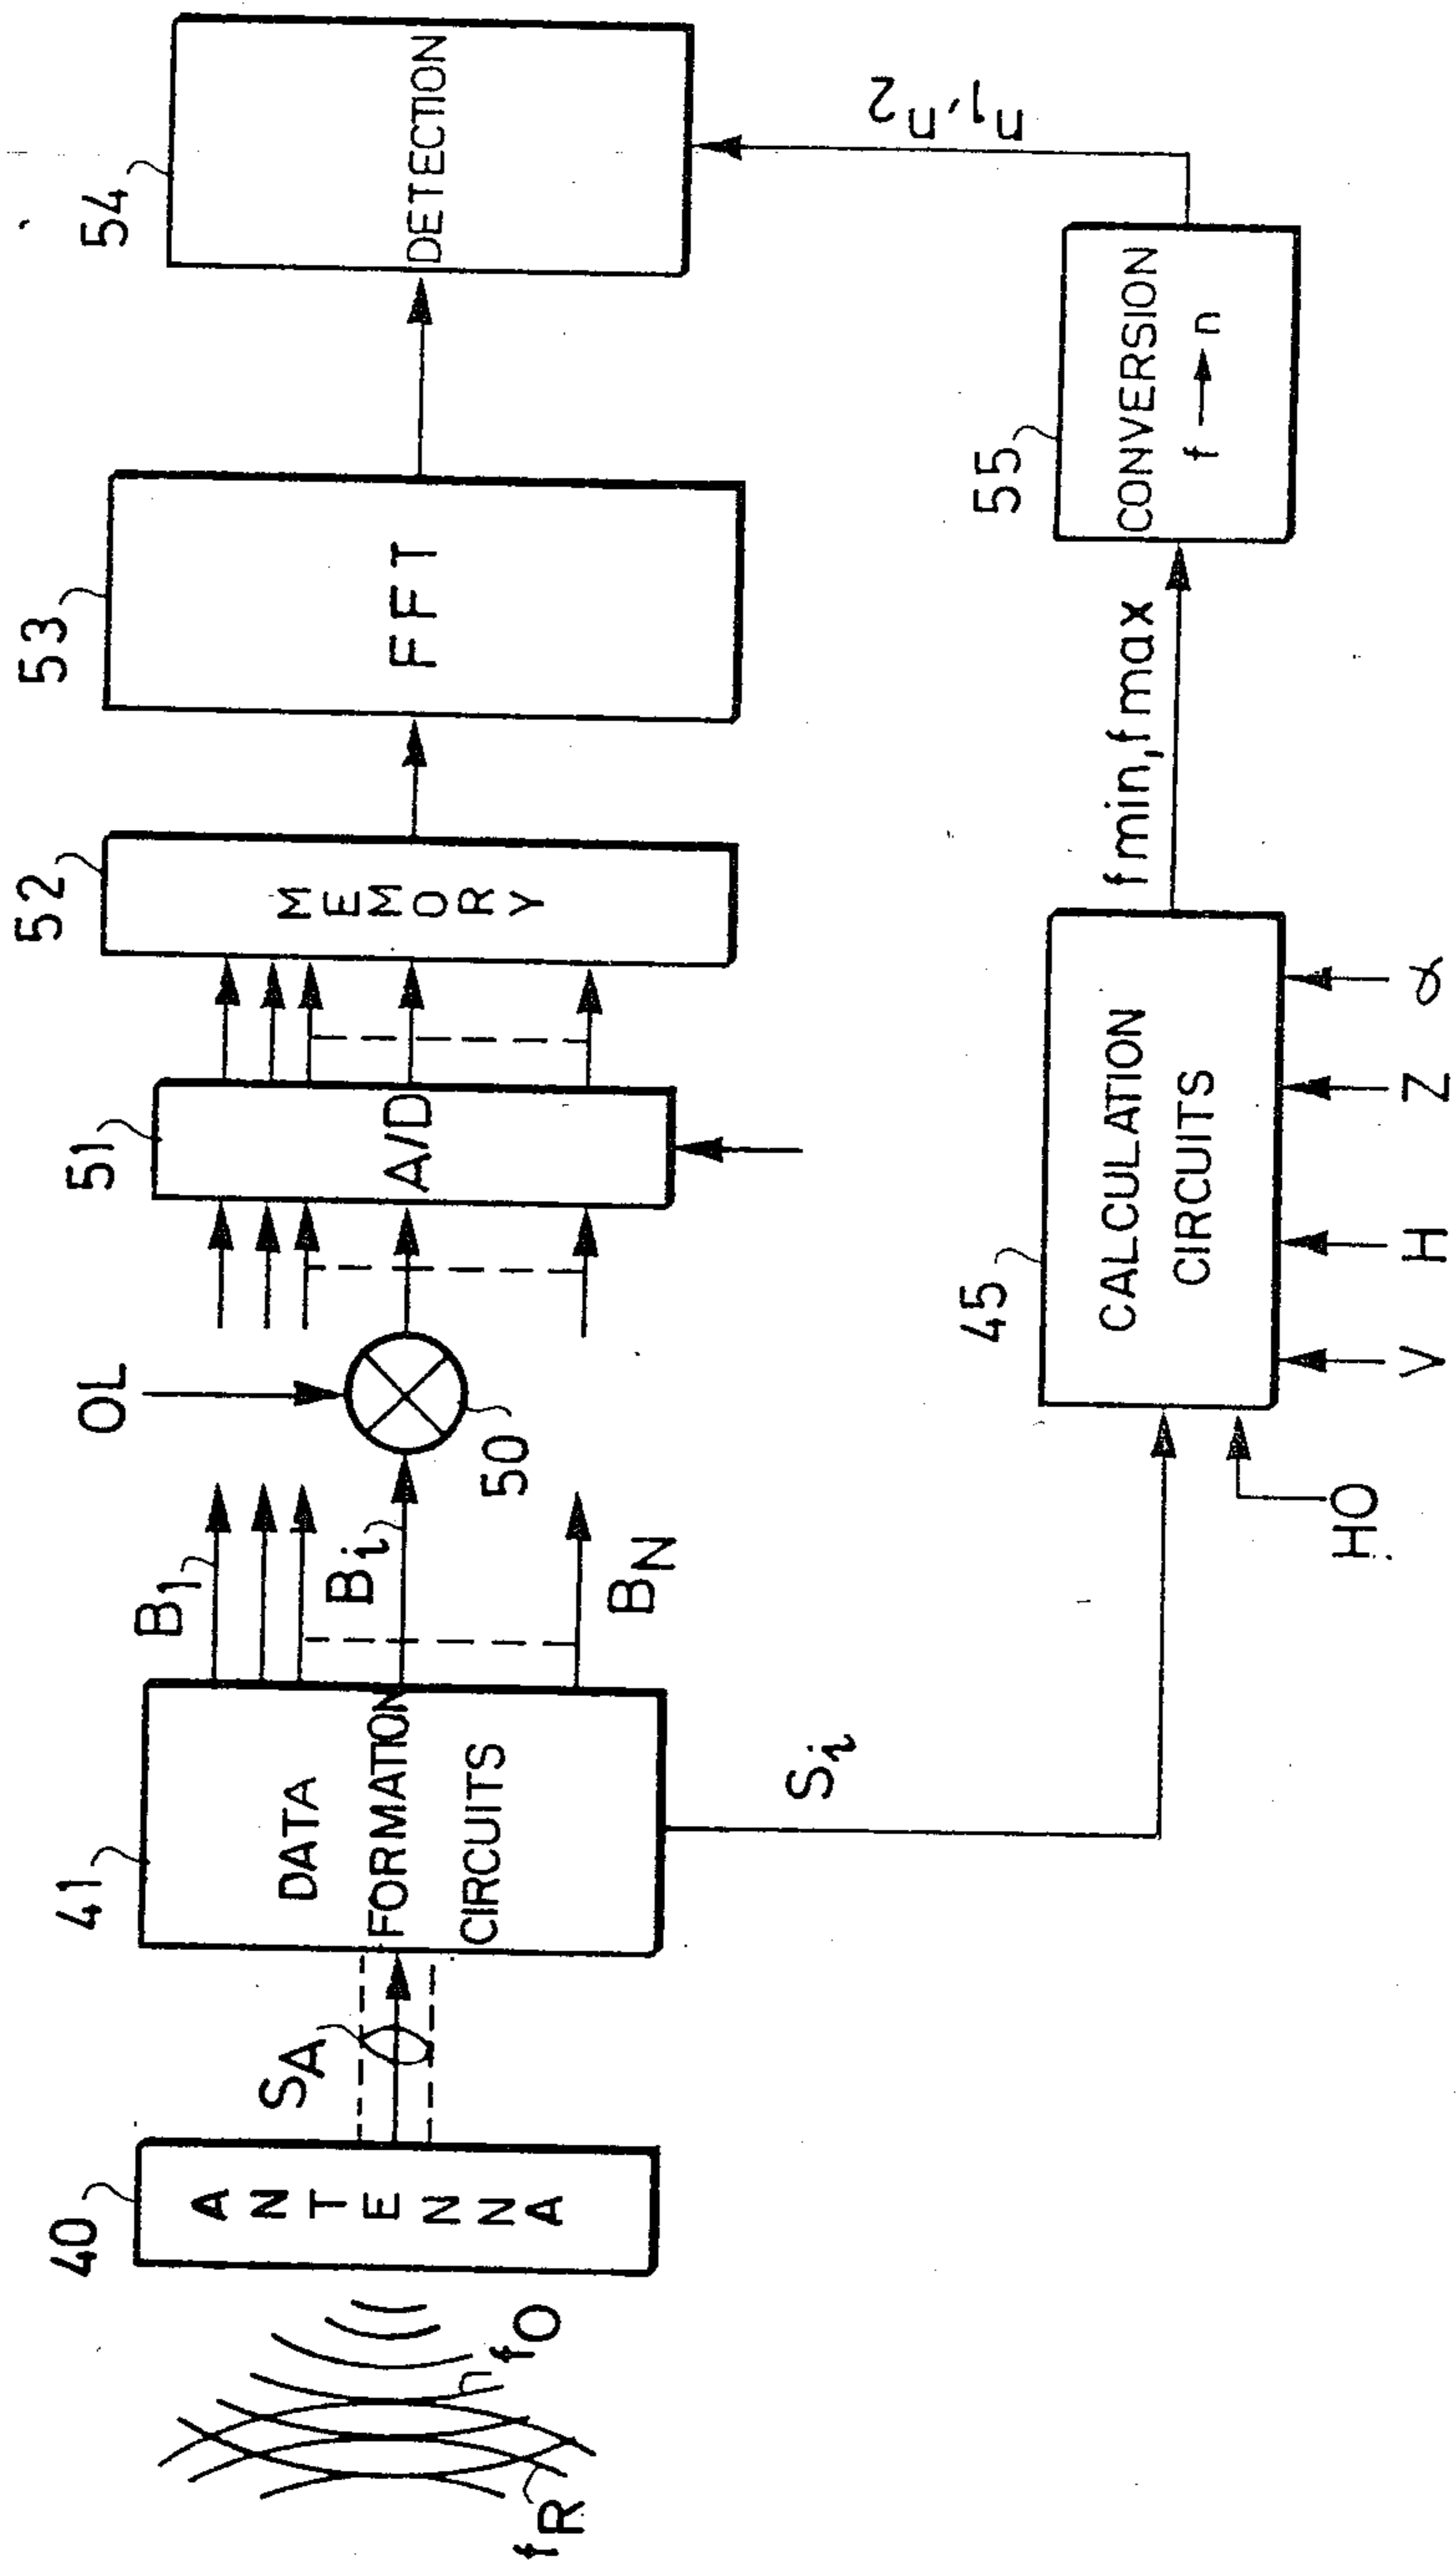 40
ANTENNA
fR
fO
SA
41
DATA
FORMATION
CIRCUITS
B1
Bi
BN
OL
50
51
A/D
52
MEMORY
53
FFT
54
DETECTION
Si
HO
45
CALCULATION
CIRCUITS
V
H
Z
α
fmin, fmax
55
CONVERSION
f → n
n1, n2